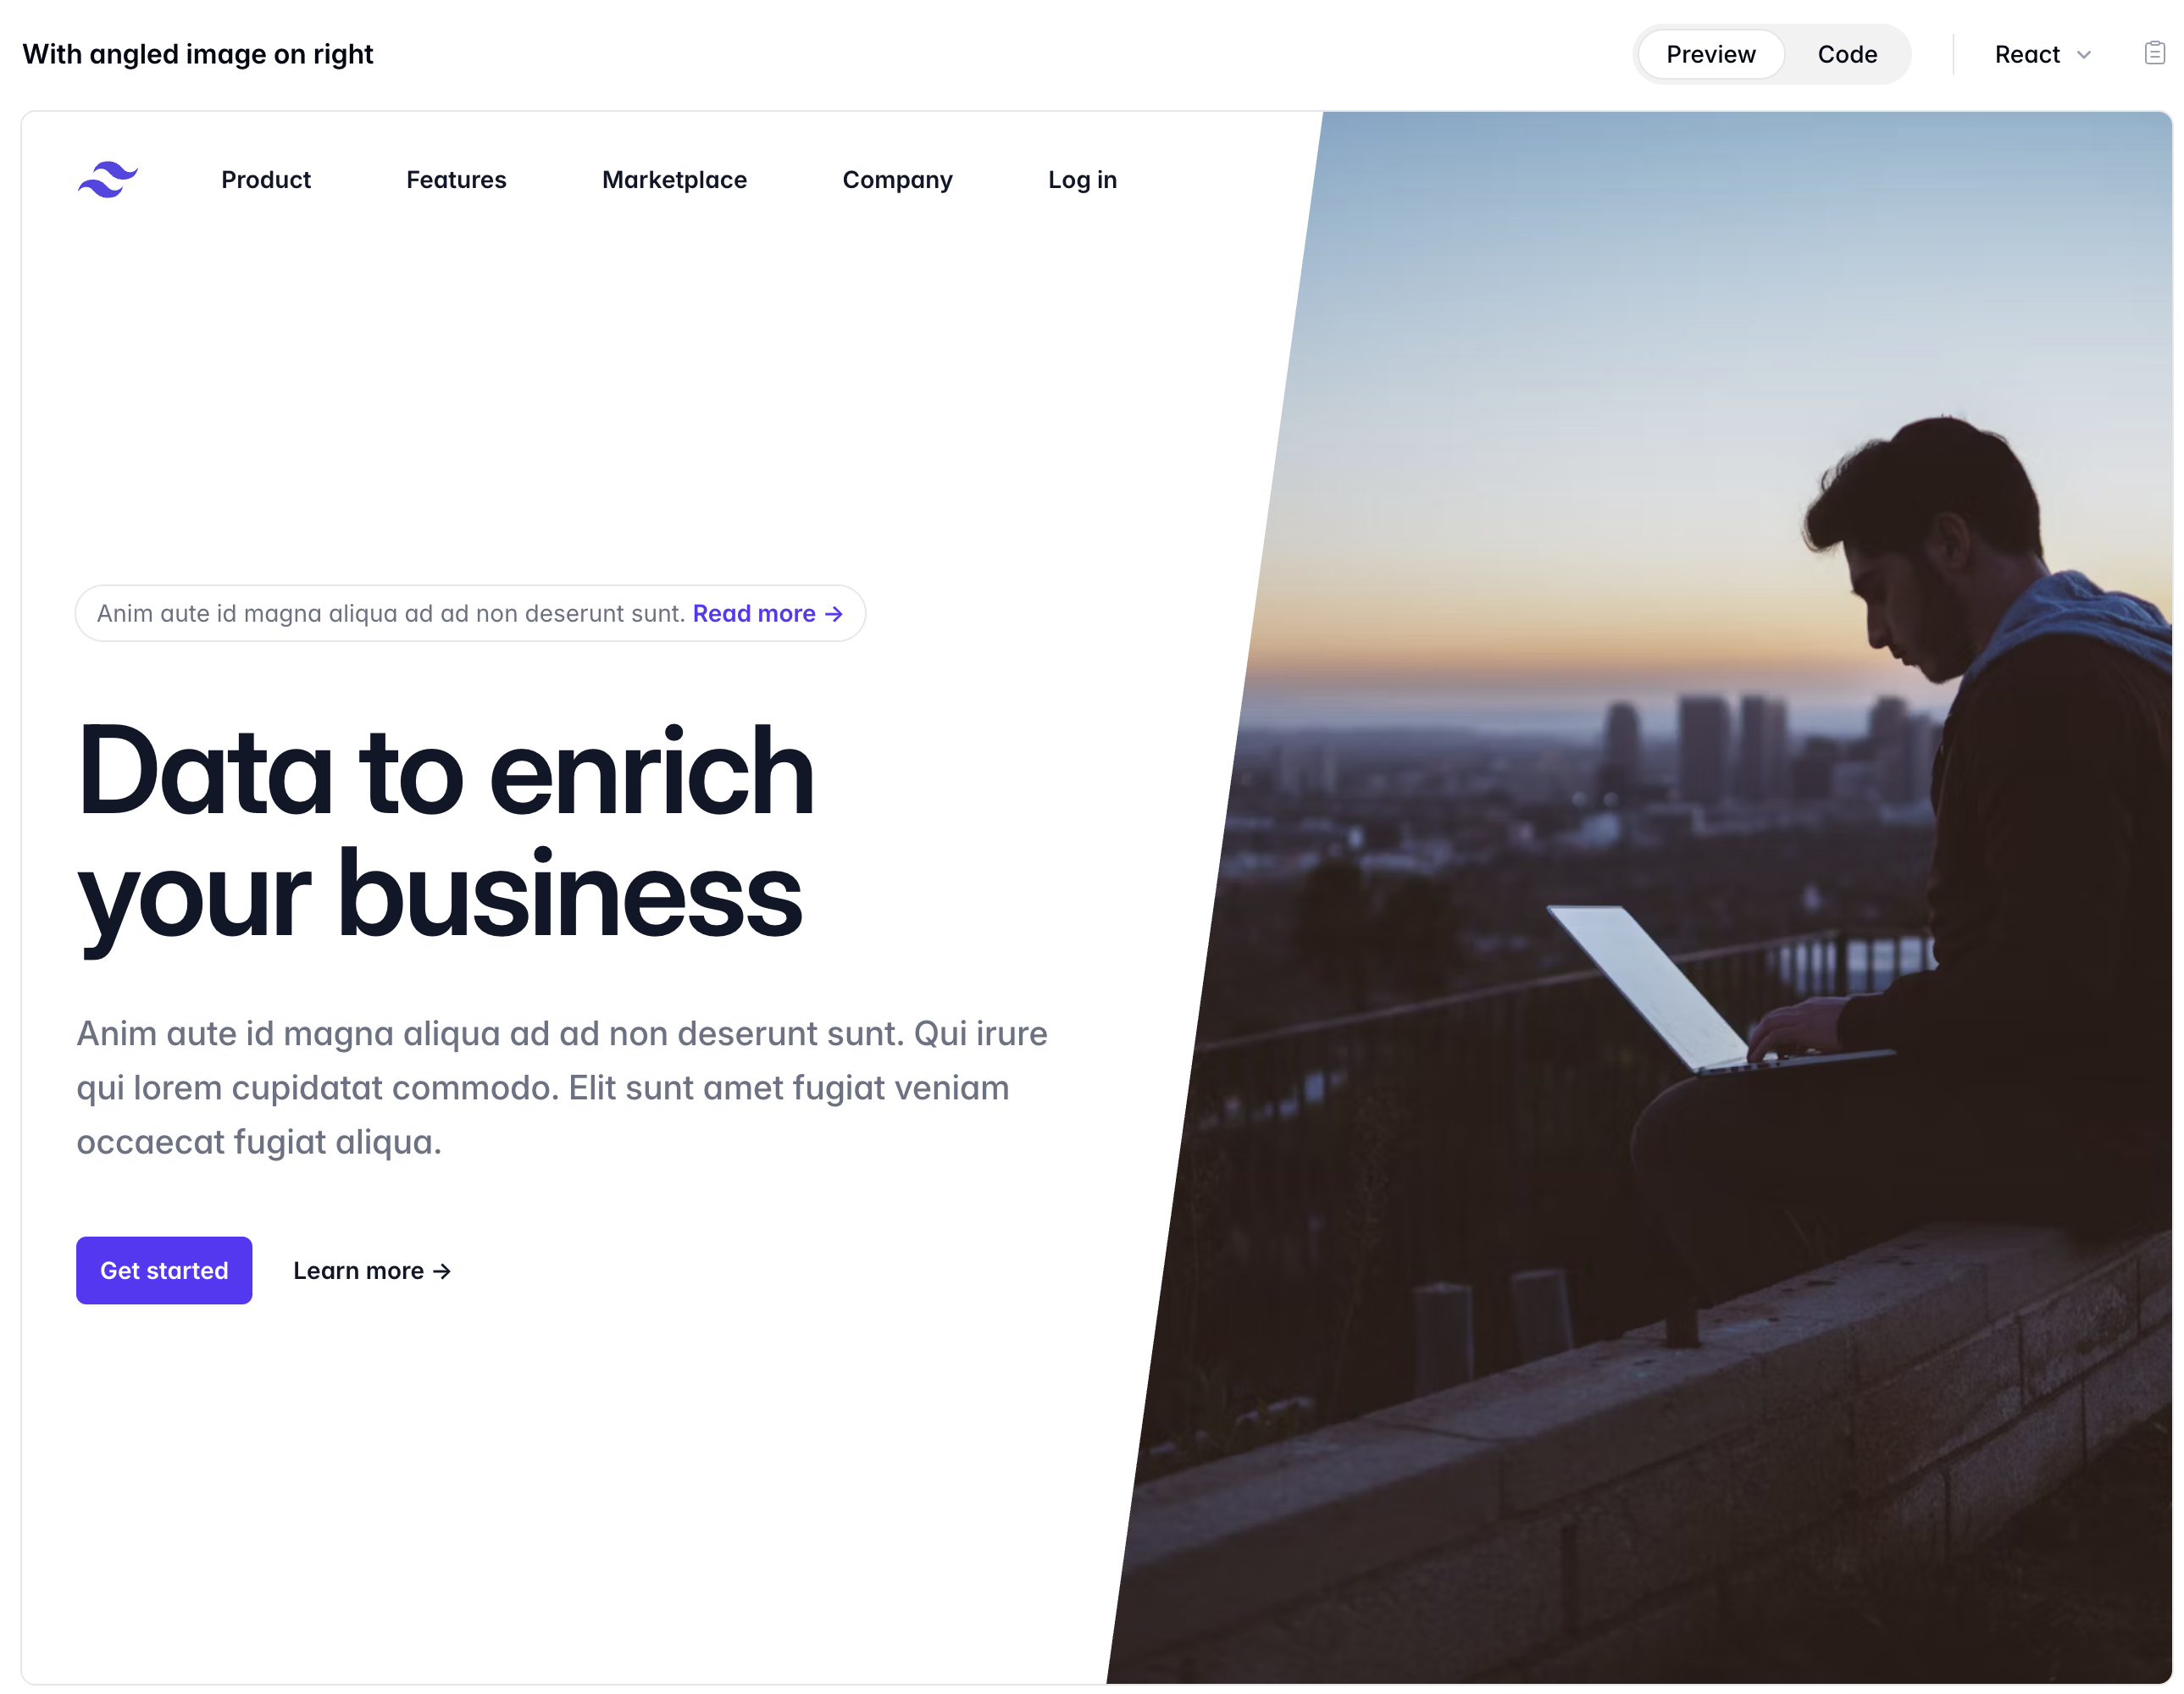 With angled image on right
Preview Code React
Product Features Marketplace Company Log in
Anim aute id magna aliqua ad ad non deserunt sunt. Read more →
Data to enrich
your business
Anim aute id magna aliqua ad ad non deserunt sunt. Qui irure
qui lorem cupidatat commodo. Elit sunt amet fugiat veniam
occaecat fugiat aliqua.
Get started Learn more →